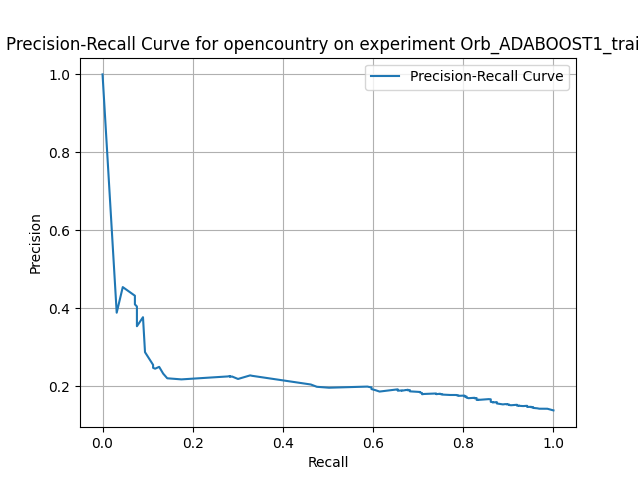 Precision-Recall Curve for opencountry on experiment Orb_ADABOOST1_trai
Precision-Recall Curve
1.0
0.8
0.6
0.4
0.2
Precision
0.0 0.2 0.4 0.6 0.8 1.0
Recall